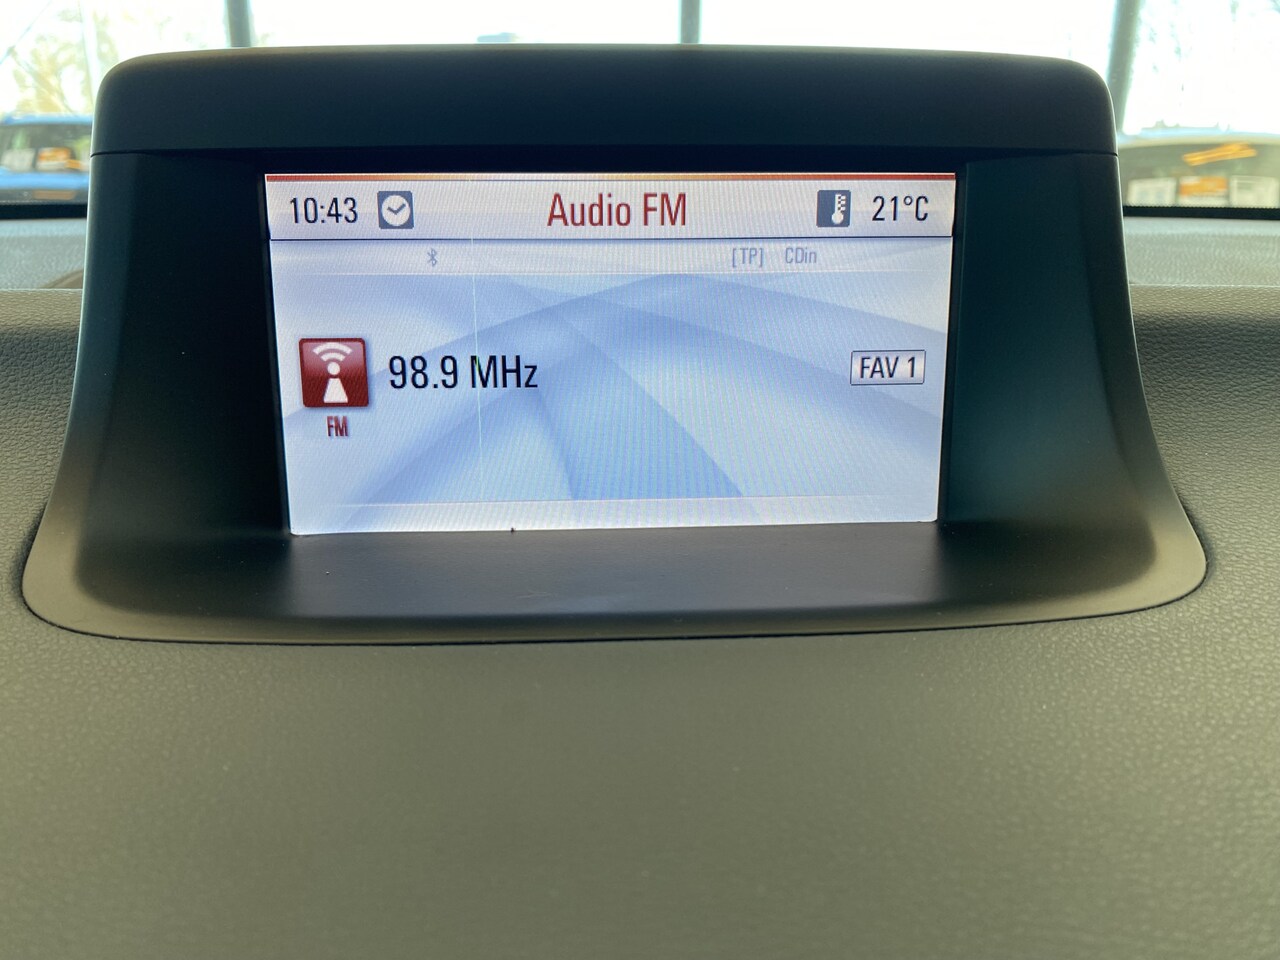 10:43 Audio FM 21°C
[TP] CDin
98.9 MHz FAV 1
FM